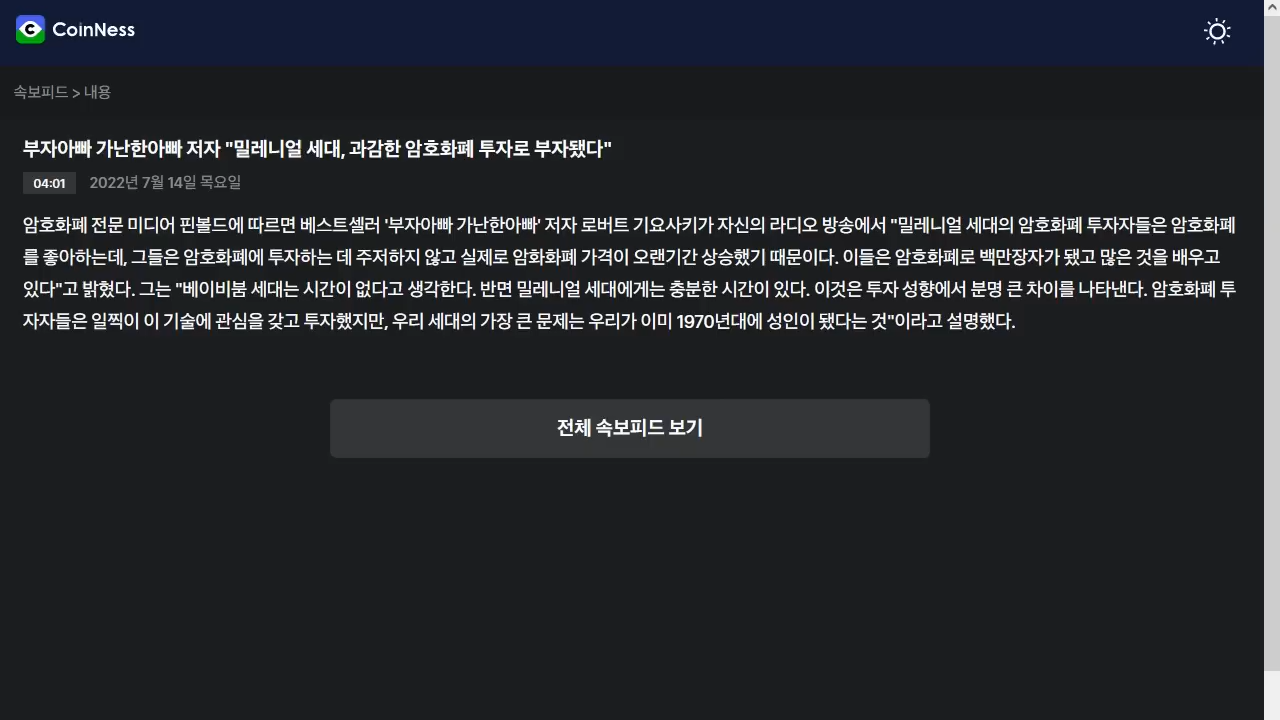 CoinNess
속보피드 > 내용
부자아빠 가난한아빠 저자 "밀레니얼 세대, 과감한 암호화폐 투자로 부자됐다"
04:01 2022년 7월 14일 목요일
암호화폐 전문 미디어 핀볼드에 따르면 베스트셀러 '부자아빠 가난한아빠' 저자 로버트 기요사키가 자신의 라디오 방송에서 "밀레니얼 세대의 암호화폐 투자자들은 암호화폐
를 좋아하는데, 그들은 암호화폐에 투자하는 데 주저하지 않고 실제로 암화화폐 가격이 오랜기간 상승했기 때문이다. 이들은 암호화폐로 백만장자가 됐고 많은 것을 배우고
있다"고 밝혔다. 그는 "베이비붐 세대는 시간이 없다고 생각한다. 반면 밀레니얼 세대에게는 충분한 시간이 있다. 이것은 투자 성향에서 분명 큰 차이를 나타낸다. 암호화폐 투
자자들은 일찍이 이 기술에 관심을 갖고 투자했지만, 우리 세대의 가장 큰 문제는 우리가 이미 1970년대에 성인이 됐다는 것"이라고 설명했다.
전체 속보피드 보기